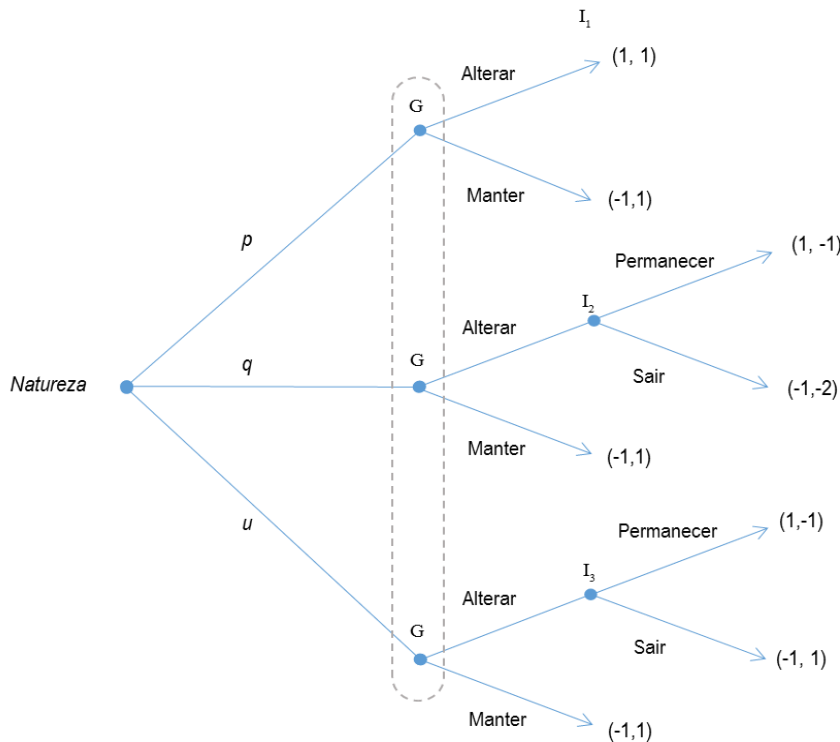 I₁
(1, 1)
Alterar
G
Manter
(-1,1)
p
(1, -1)
Permanecer
I₂
Alterar
G
q
Natureza
Sair
(-1,-2)
Manter
(-1,1)
u
(1,-1)
Permanecer
I₃
Alterar
G
Sair
(-1, 1)
Manter
(-1,1)